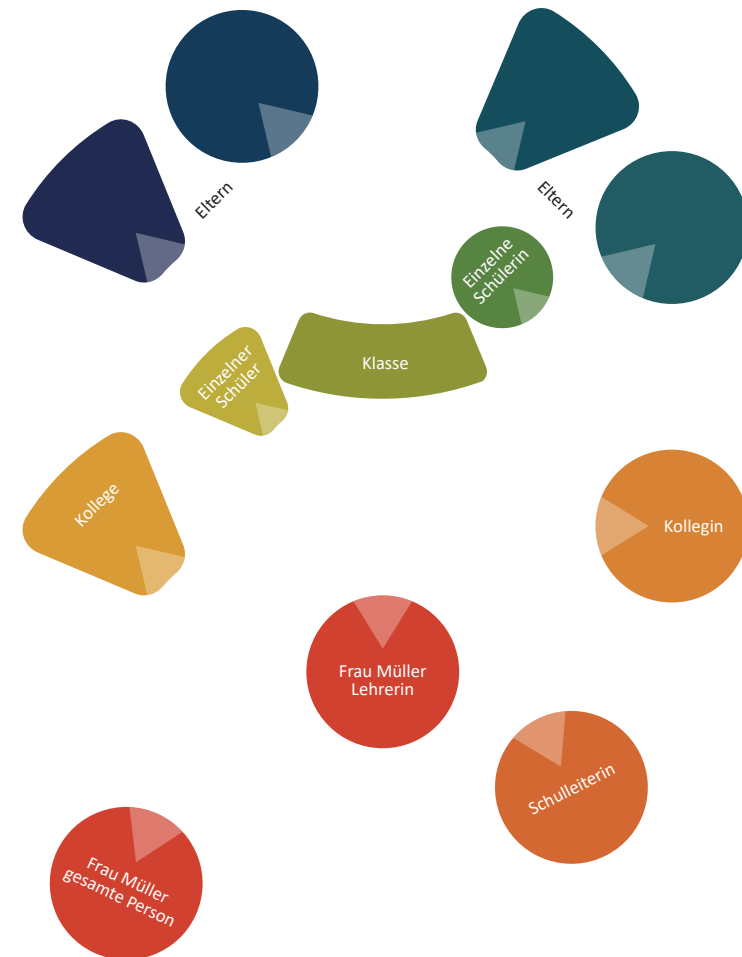 Eltern
Eltern
Einzelne
Schülerin
Klasse
Einzelner
Schüler
Kollege
Kollegin
Frau Müller
Lehrerin
Schulleiterin
Frau Müller
gesamte Person